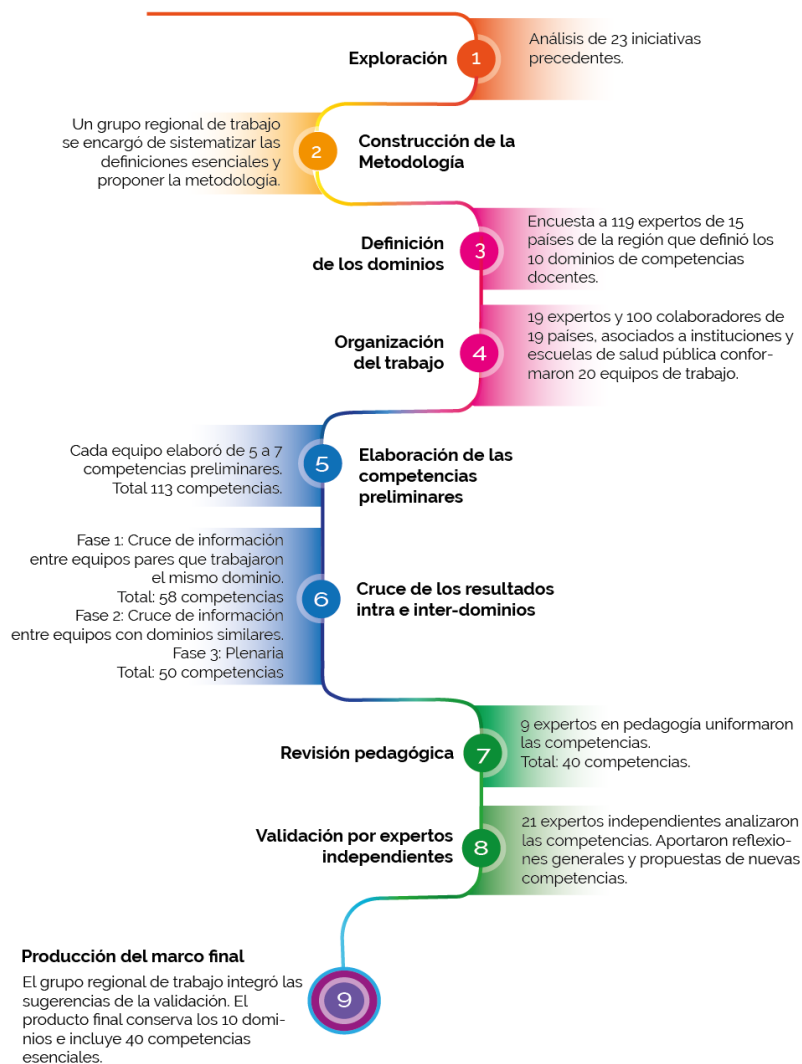 Exploración
1
Análisis de 23 iniciativas
precedentes.
Un grupo regional de trabajo
se encargó de sistematizar las
definiciones esenciales y
proponer la metodología.
2
Construcción de la
Metodología
Definición
de los dominios
3
Encuesta a 119 expertos de 15
países de la región que definió los
10 dominios de competencias
docentes.
Organización
del trabajo
4
19 expertos y 100 colaboradores de
19 países, asociados a instituciones y
escuelas de salud pública confor-
maron 20 equipos de trabajo.
Cada equipo elaboró de 5 a 7
competencias preliminares.
Total 113 competencias.
5
Elaboración de las
competencias
preliminares
Fase 1: Cruce de información
entre equipos pares que trabajaron
el mismo dominio.
Total: 58 competencias
Fase 2: Cruce de información
entre equipos con dominios similares.
Fase 3: Plenaria
Total: 50 competencias
6
Cruce de los resultados
intra e inter-dominios
Revisión pedagógica
7
9 expertos en pedagogía uniformaron
las competencias.
Total: 40 competencias.
Validación por expertos
independientes
8
21 expertos independientes analizaron
las competencias. Aportaron reflexio-
nes generales y propuestas de nuevas
competencias.
Producción del marco final
El grupo regional de trabajo integró las
sugerencias de la validación. El
producto final conserva los 10 domi-
nios e incluye 40 competencias
esenciales.
9